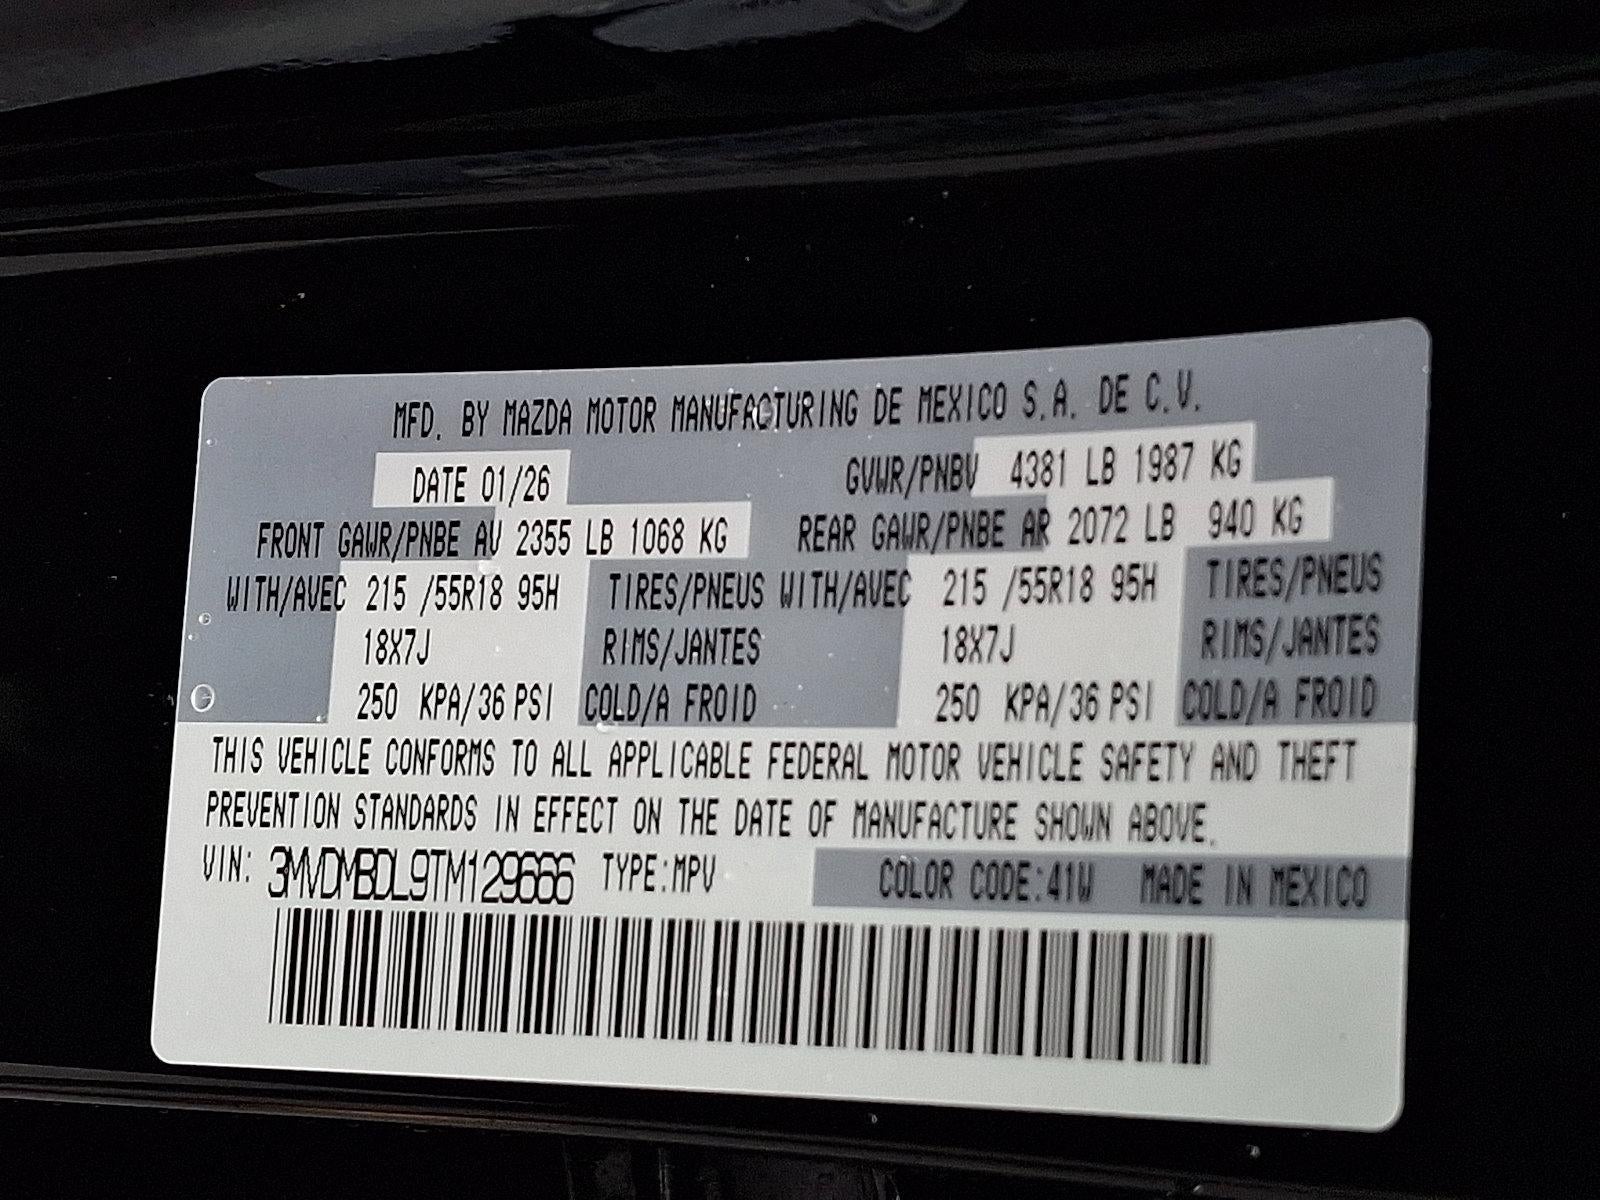 MFD. BY MAZDA MOTOR MANUFACTURING DE MEXICO S.A. DE C.V.
DATE 01/26 GVWR/PNBV 4381 LB 1987 KG
FRONT GAWR/PNBE AV 2355 LB 1068 KG REAR GAWR/PNBE AR 2072 LB 940 KG
WITH/AVEC 215 /55R18 95H TIRES/PNEUS WITH/AVEC 215 /55R18 95H TIRES/PNEUS
18X7J RIMS/JANTES 18X7J RIMS/JANTES
250 KPA/36 PSI COLD/A FROID 250 KPA/36 PSI COLD/A FROID
THIS VEHICLE CONFORMS TO ALL APPLICABLE FEDERAL MOTOR VEHICLE SAFETY AND THEFT
PREVENTION STANDARDS IN EFFECT ON THE DATE OF MANUFACTURE SHOWN ABOVE.
VIN: 3MVDMBDL9TM129666 TYPE:MPV COLOR CODE:41W MADE IN MEXICO